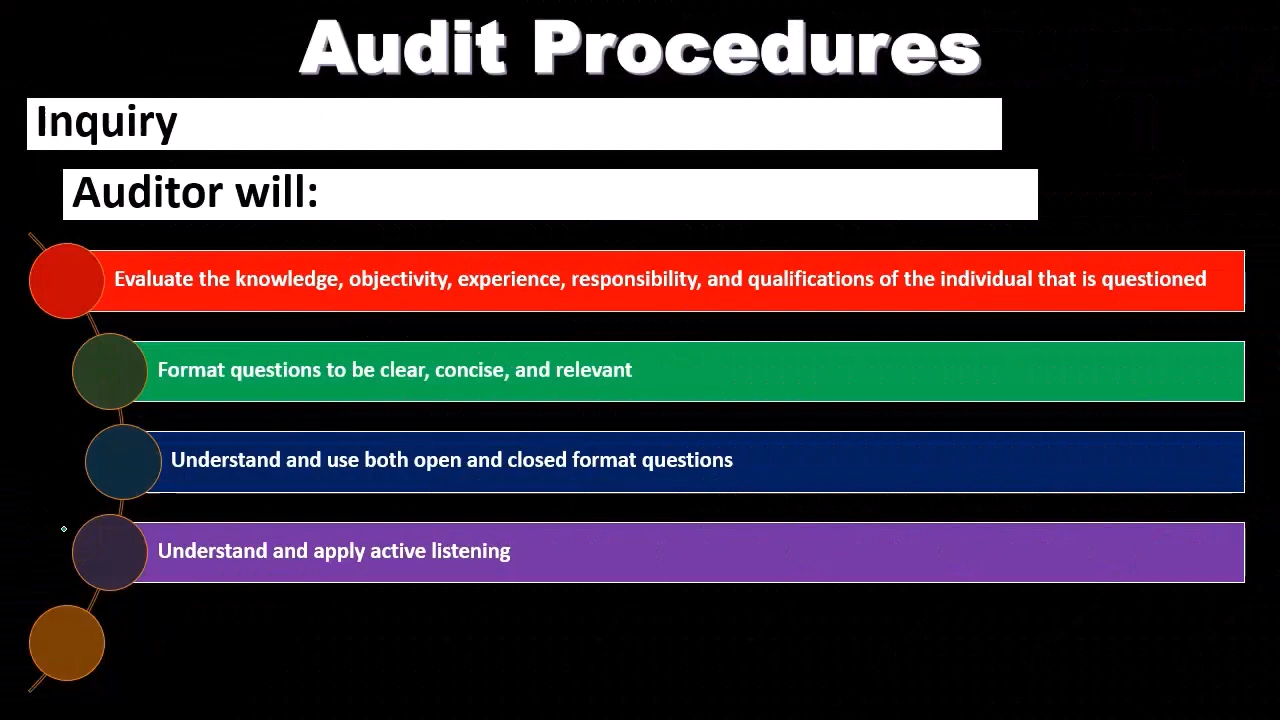 Audit Procedures
Inquiry
Auditor will:
Evaluate the knowledge, objectivity, experience, responsibility, and qualifications of the individual that is questioned
Format questions to be clear, concise, and relevant
Understand and use both open and closed format questions
Understand and apply active listening